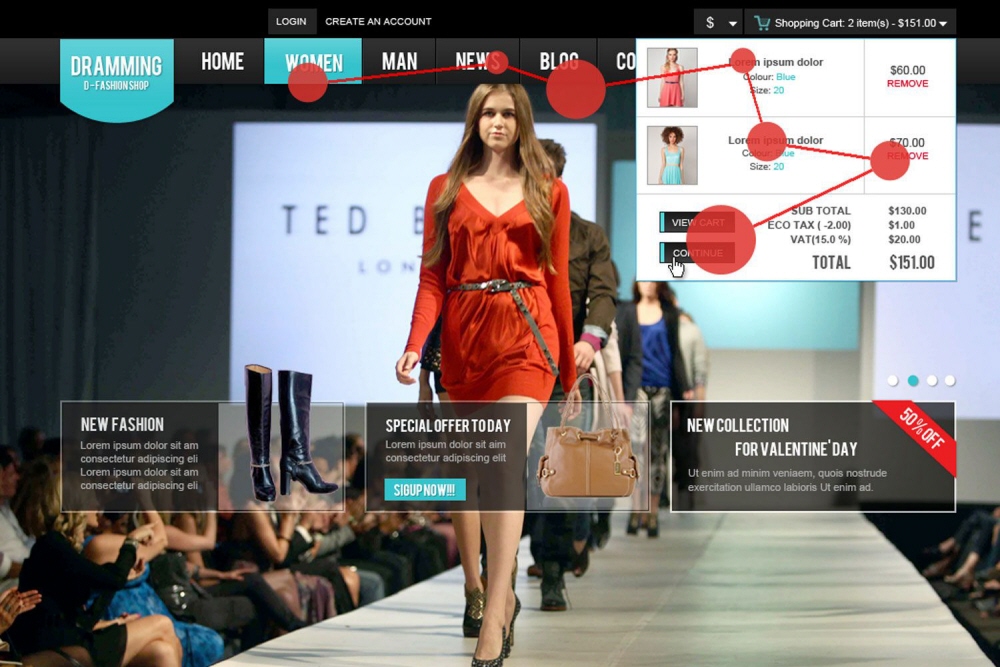 LOGIN CREATE AN ACCOUNT $ Shopping Cart: 2 item(s) - $151.00
DRAMMING
D - FASHION SHOP
HOME WOMEN MAN NEWS BLOG CO
Lorem ipsum dolor
Colour: Blue
Size: 20
$60.00
REMOVE
Lorem ipsum dolor
Colour: Blue
Size: 20
$70.00
REMOVE
VIEW CART
CONTINUE
SUB TOTAL $130.00
ECO TAX ( -2.00) $1.00
VAT(15.0 %) $20.00
TOTAL $151.00
TED B E
LON
NEW FASHION
Lorem ipsum dolor sit am
consectetur adipiscing eli
Lorem ipsum dolor sit am
consectetur adipiscing eli
SPECIAL OFFER TO DAY
Lorem ipsum dolor sit aim
consectetur adipiscing elit
SIGUP NOW!!!
NEW COLLECTION
FOR VALENTINE'DAY
Ut enim ad minim veniaem, quois nostrude
exercitation ullamco laboris Ut enim ad.
50% OFF